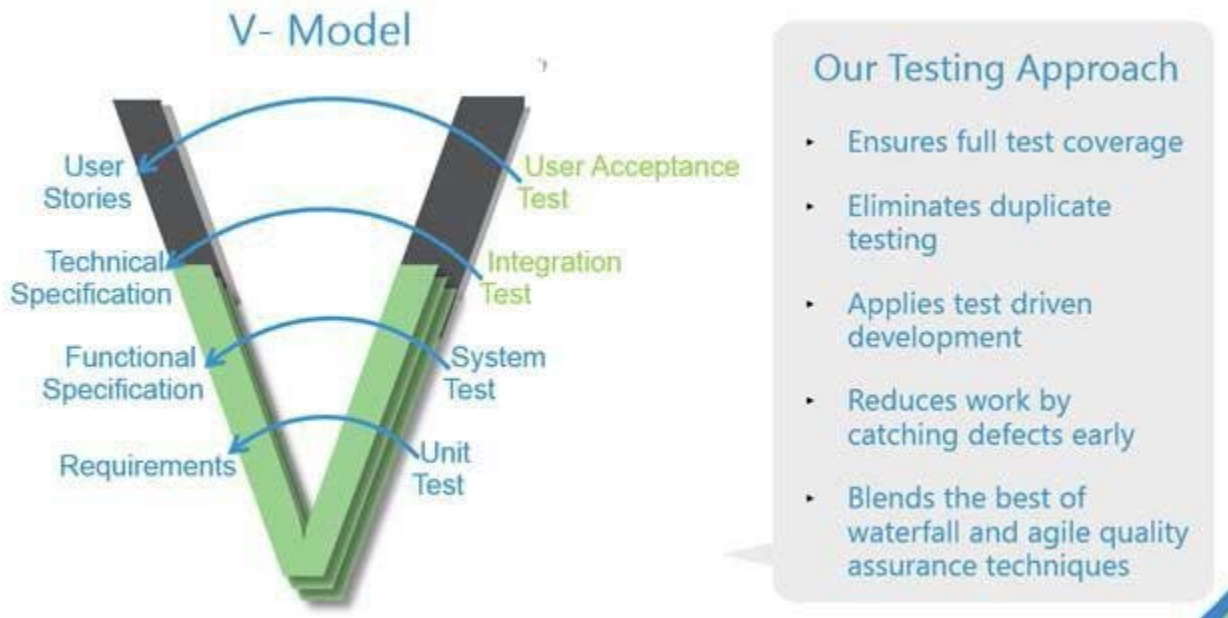 V- Model
User
Stories
User Acceptance
Test
Technical
Specification
Integration
Test
Functional
Specification
System
Test
Requirements
Unit
Test
Our Testing Approach
‣ Ensures full test coverage
‣ Eliminates duplicate
testing
‣ Applies test driven
development
‣ Reduces work by
catching defects early
‣ Blends the best of
waterfall and agile quality
assurance techniques